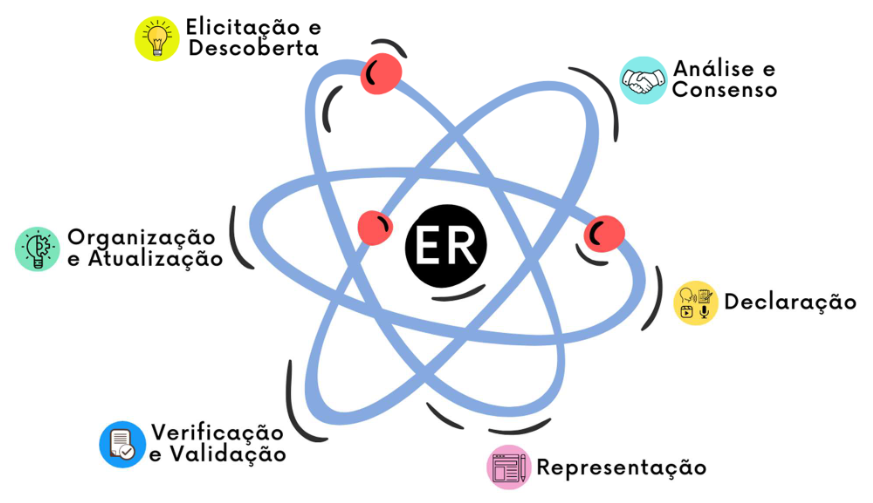 Elicitação e
Descoberta
Análise e
Consenso
Organização
e Atualização
ER
Declaração
Verificação
e Validação
Representação